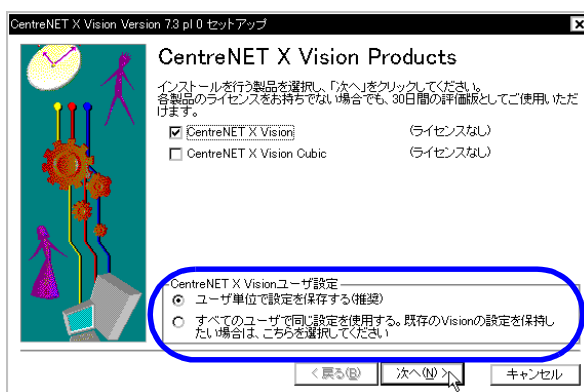 CentreNET X Vision Version 7.3 pl 0 セットアップ
CentreNET X Vision Products
インストールを行う製品を選択し、「次へ」をクリックしてください。
各製品のライセンスをお持ちでない場合でも、30日間の評価版としてご使用いただ
けます。
CentreNET X Vision (ライセンスなし)
CentreNET X Vision Cubic (ライセンスなし)
CentreNET X Visionユーザ設定
ユーザ単位で設定を保存する(推奨)
すべてのユーザで同じ設定を使用する。既存のVisionの設定を保持し
たい場合は、こちらを選択してください
< 戻る(B) 次へ(N) > キャンセル